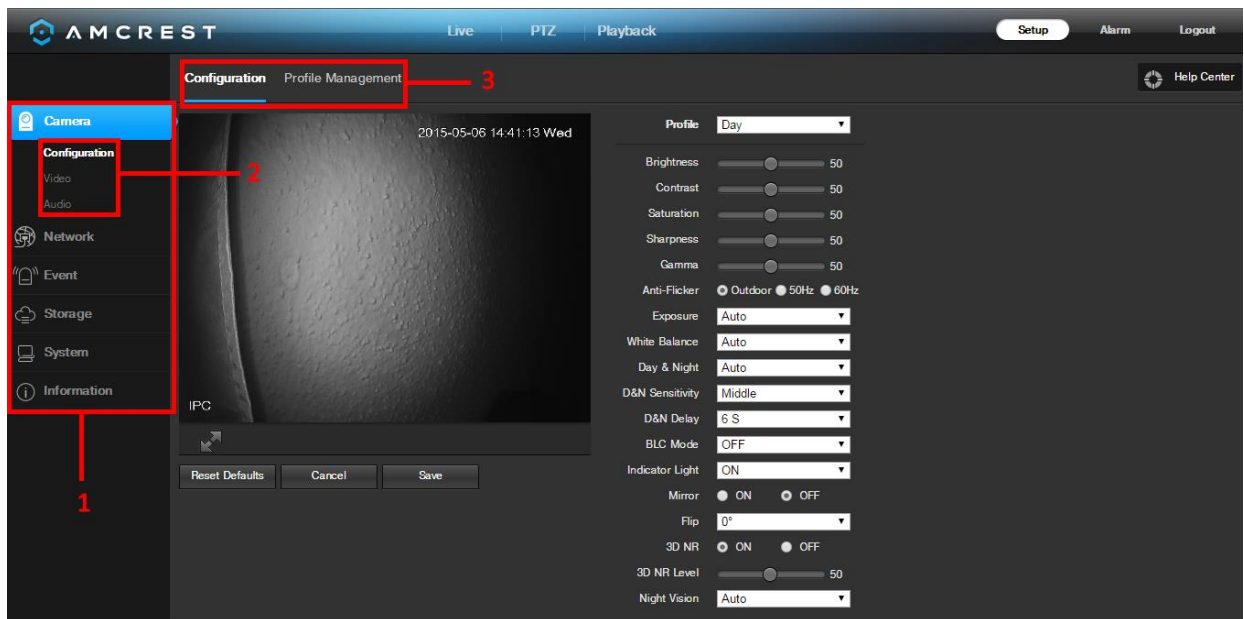 AMCREST
Live PTZ Playback
Setup Alarm Logout
Configuration Profile Management
3
Help Center
Camera
Configuration
Video
Audio
2
Network
Event
Storage
System
Information
1
2015-05-06 14:41:13 Wed
IPC
Reset Defaults Cancel Save
Profile Day
Brightness 50
Contrast 50
Saturation 50
Sharpness 50
Gamma 50
Anti-Flicker Outdoor 50Hz 60Hz
Exposure Auto
White Balance Auto
Day & Night Auto
D&N Sensitivity Middle
D&N Delay 6 S
BLC Mode OFF
Indicator Light ON
Mirror ON OFF
Flip 0°
3D NR ON OFF
3D NR Level 50
Night Vision Auto